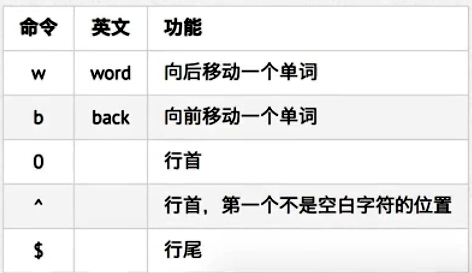 命令 英文 功能
w word 向后移动一个单词
b back 向前移动一个单词
0 行首
^ 行首，第一个不是空白字符的位置
$ 行尾